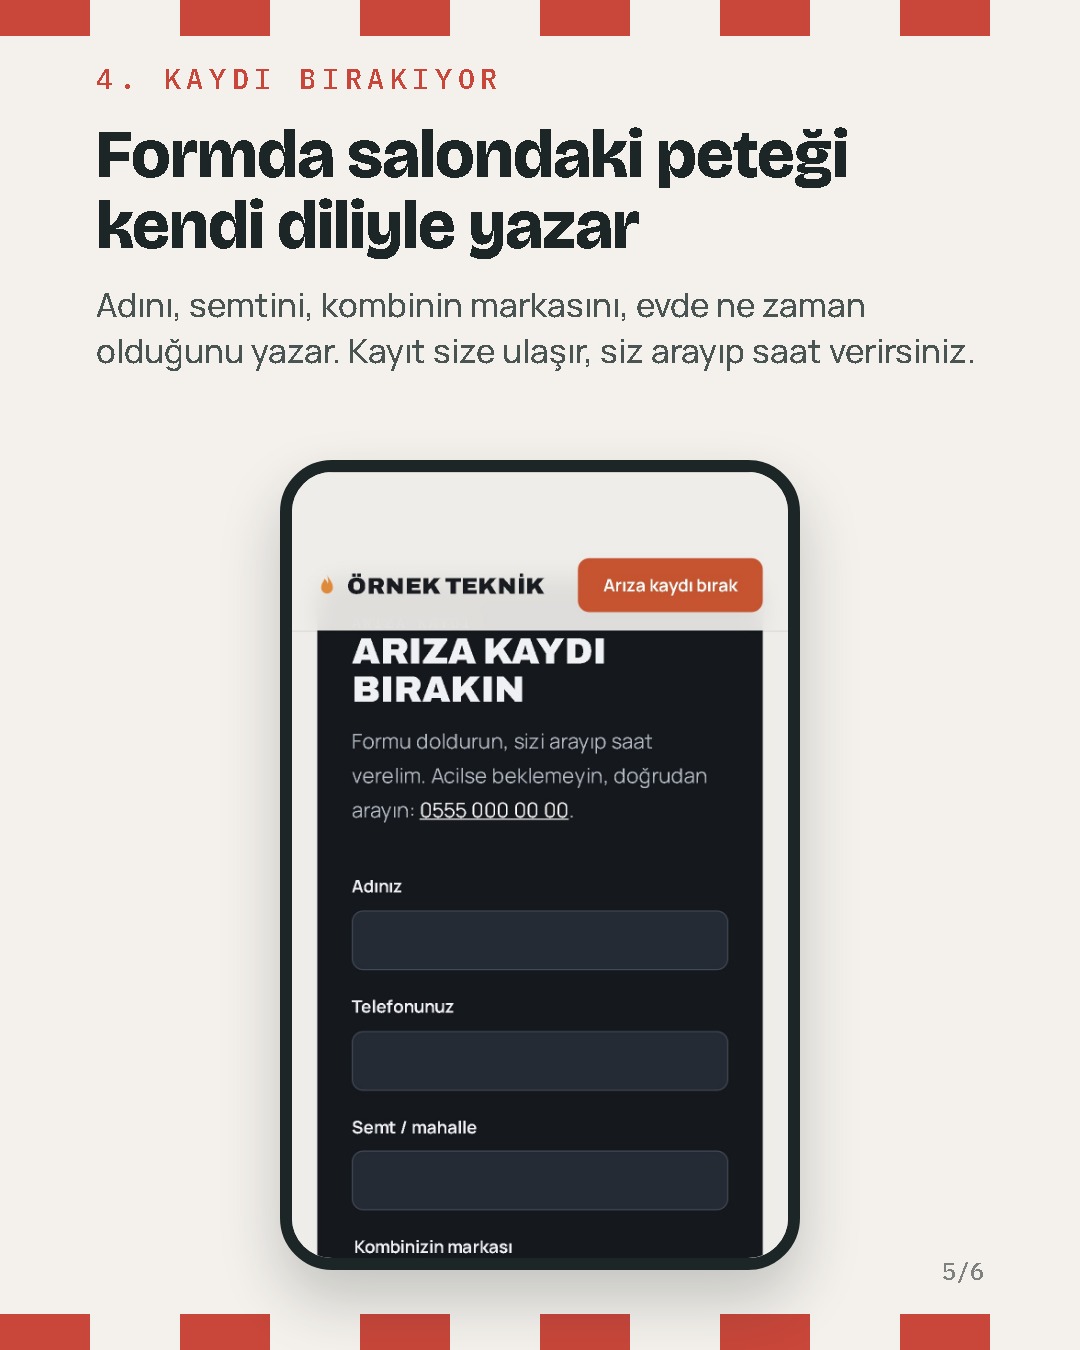 4. KAYDI BIRAKIYOR
Formda salondaki peteği
kendi diliyle yazar
Adını, semtini, kombinin markasını, evde ne zaman
olduğunu yazar. Kayıt size ulaşır, siz arayıp saat verirsiniz.
ÖRNEK TEKNİK
Arıza kaydı bırak
ARIZA KAYDI
BIRAKIN
Formu doldurun, sizi arayıp saat
verelim. Acilse beklemeyin, doğrudan
arayın: 0555 000 00 00.
Adınız
Telefonunuz
Semt / mahalle
Kombinizin markası
5/6